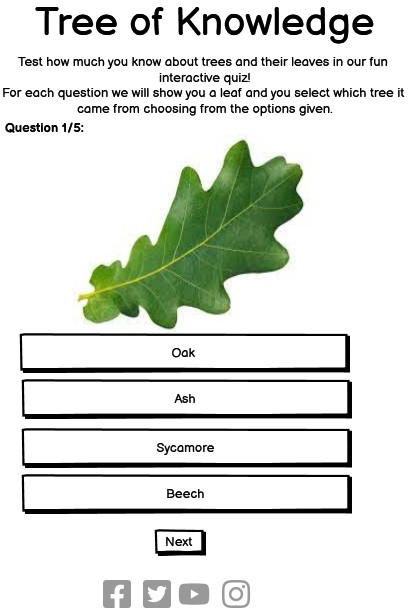 Tree of Knowledge
Test how much you know about trees and their leaves in our fun
interactive quiz!
For each question we will show you a leaf and you select which tree it
came from choosing from the options given.
Question 1/5:
Oak
Ash
Sycamore
Beech
Next